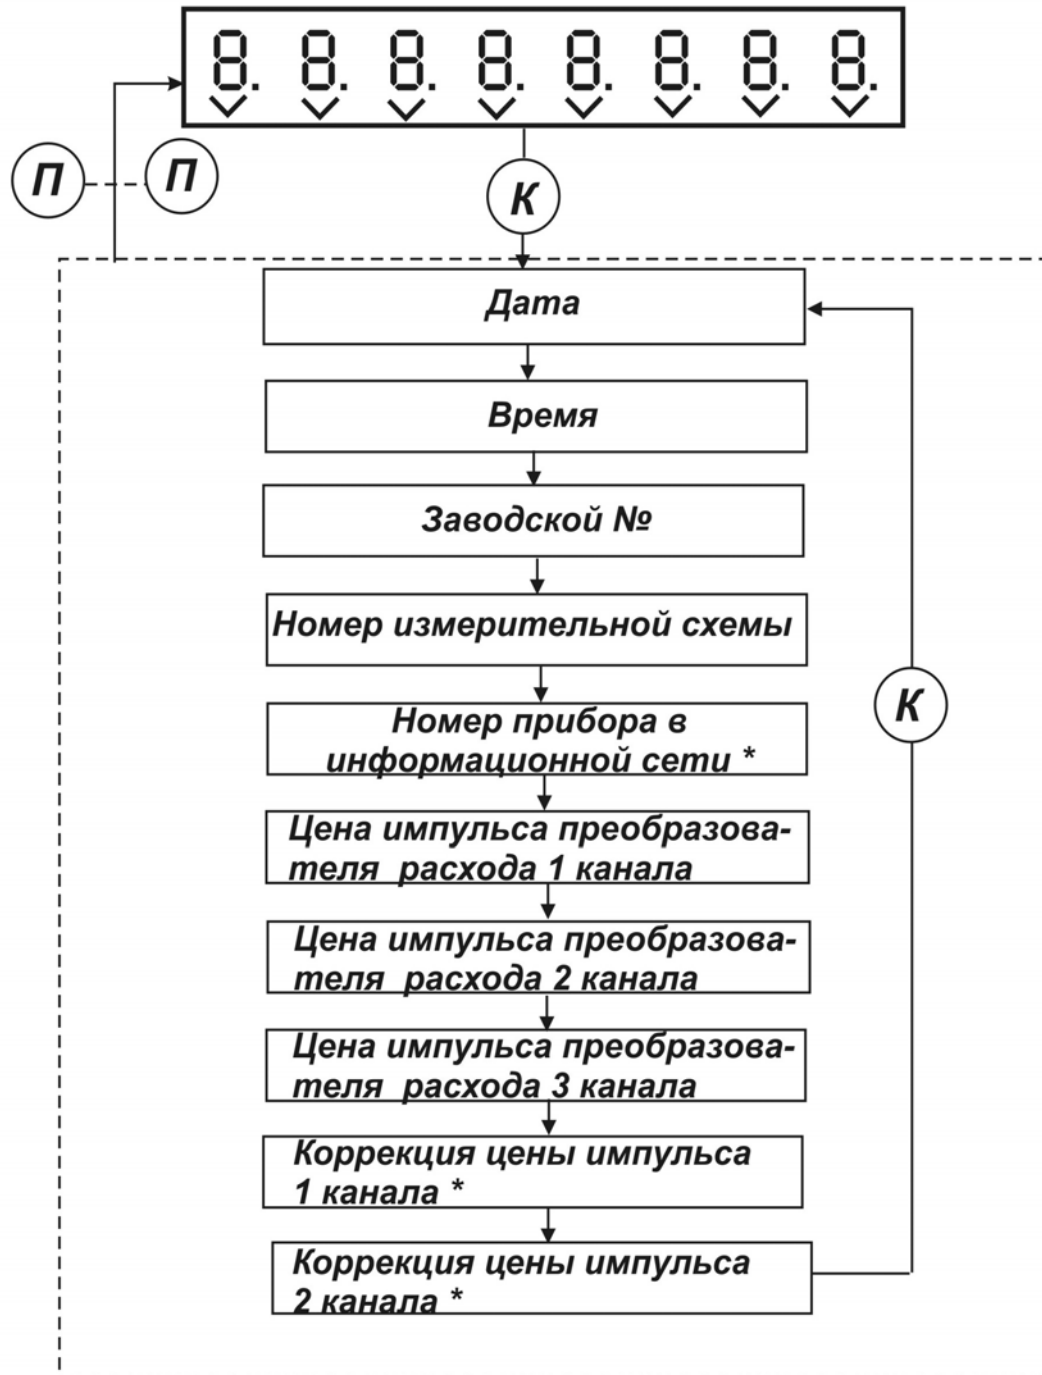 8. 8. 8. 8. 8. 8. 8. 8.
П П
К
Дата
Время
Заводской №
Номер измерительной схемы
Номер прибора в
информационной сети *
К
Цена импульса преобразова-
теля расхода 1 канала
Цена импульса преобразова-
теля расхода 2 канала
Цена импульса преобразова-
теля расхода 3 канала
Коррекция цены импульса
1 канала *
Коррекция цены импульса
2 канала *